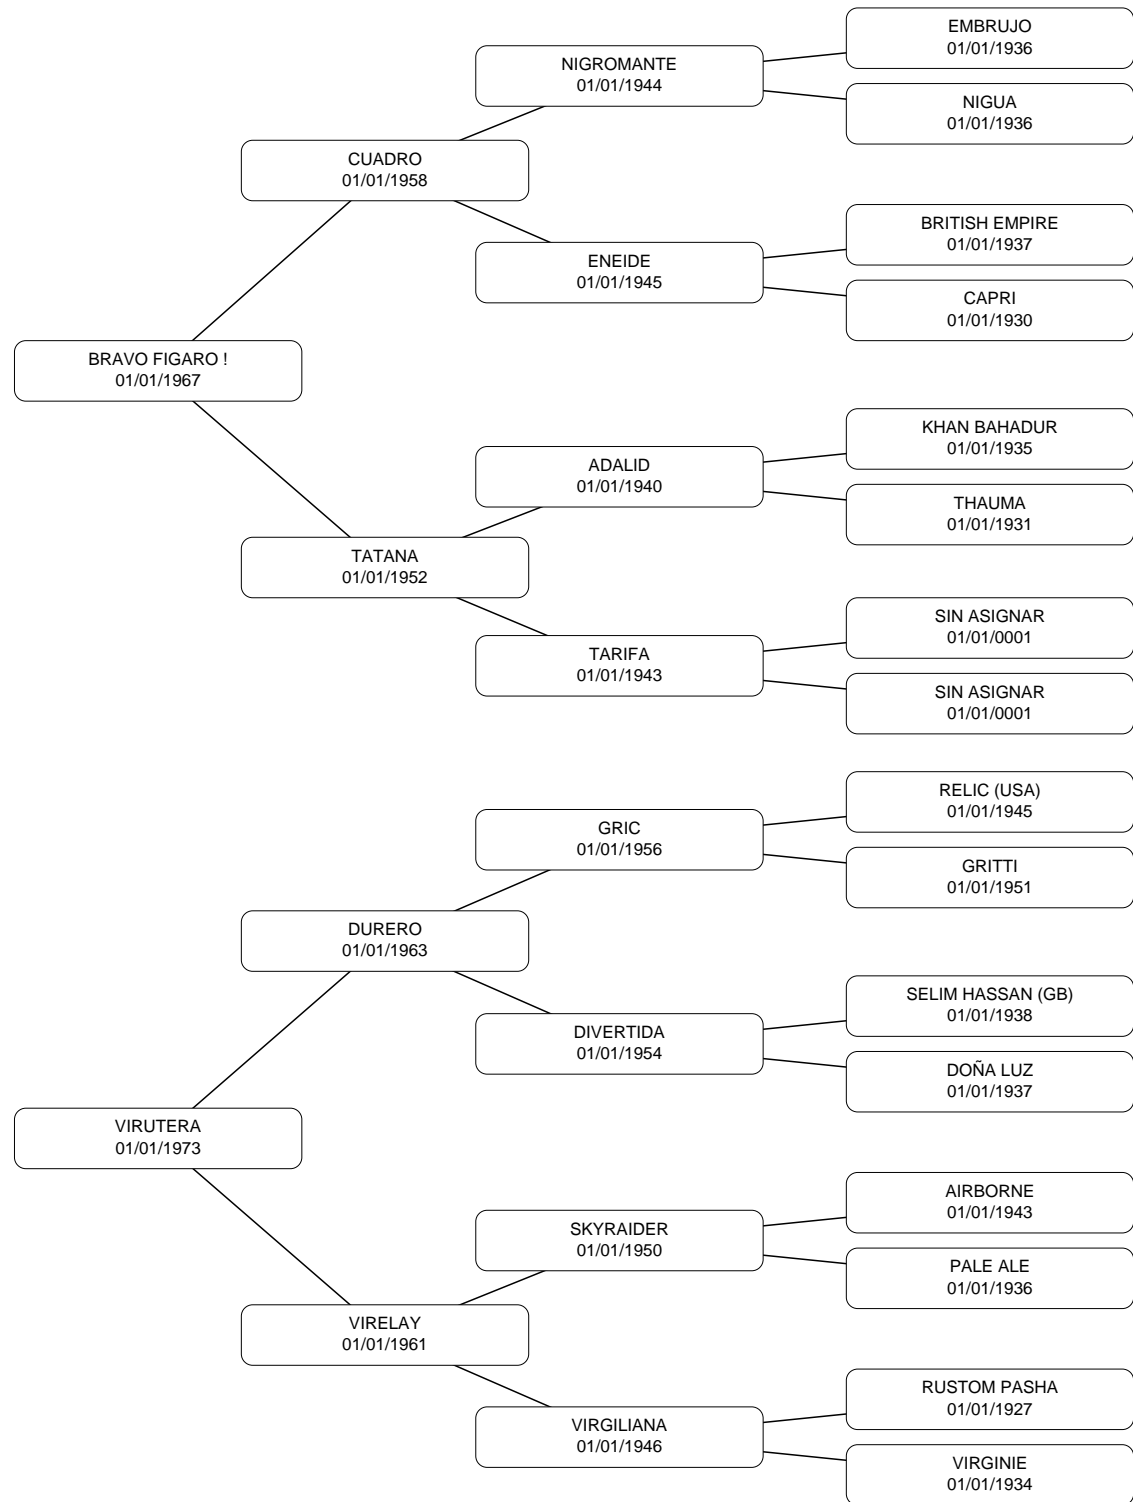 EMBRUJO
01/01/1936
NIGROMANTE
01/01/1944
NIGUA
01/01/1936
CUADRO
01/01/1958
BRITISH EMPIRE
01/01/1937
ENEIDE
01/01/1945
CAPRI
01/01/1930
BRAVO FIGARO !
01/01/1967
KHAN BAHADUR
01/01/1935
ADALID
01/01/1940
THAUMA
01/01/1931
TATANA
01/01/1952
SIN ASIGNAR
01/01/0001
TARIFA
01/01/1943
SIN ASIGNAR
01/01/0001
RELIC (USA)
01/01/1945
GRIC
01/01/1956
GRITTI
01/01/1951
DURERO
01/01/1963
SELIM HASSAN (GB)
01/01/1938
DIVERTIDA
01/01/1954
DOÑA LUZ
01/01/1937
VIRUTERA
01/01/1973
AIRBORNE
01/01/1943
SKYRAIDER
01/01/1950
PALE ALE
01/01/1936
VIRELAY
01/01/1961
RUSTOM PASHA
01/01/1927
VIRGILIANA
01/01/1946
VIRGINIE
01/01/1934